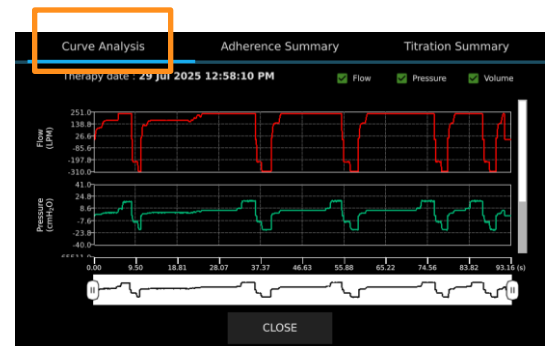 Curve Analysis Adherence Summary Titration Summary
Therapy date : 29 Jul 2025 12:58:10 PM Flow Pressure Volume
Flow
(LPM)
251.0
138.8
26.6
-85.6
-197.8
-310.0
Pressure
(cmH₂O)
41.0
24.8
8.6
-7.6
-23.8
-40.0
0.00 9.50 18.81 28.07 37.37 46.63 55.88 65.22 74.56 83.82 93.16 (s)
CLOSE